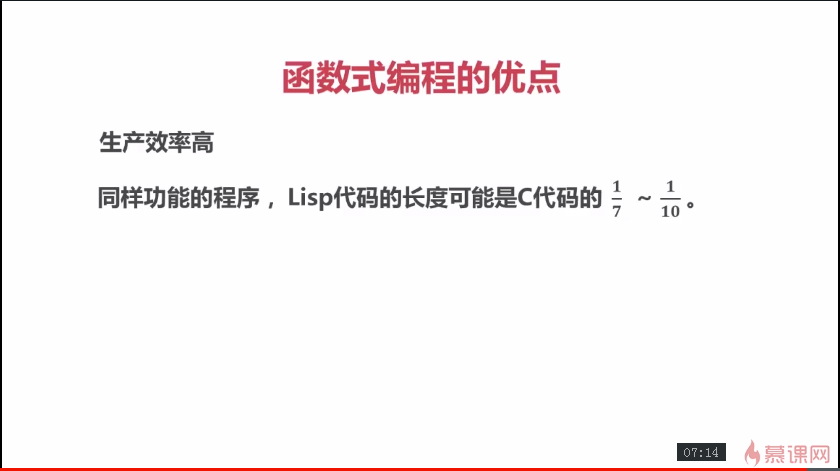 函数式编程的优点
生产效率高
同样功能的程序，Lisp代码的长度可能是C代码的 1/7 ~ 1/10 。
07:14 慕课网